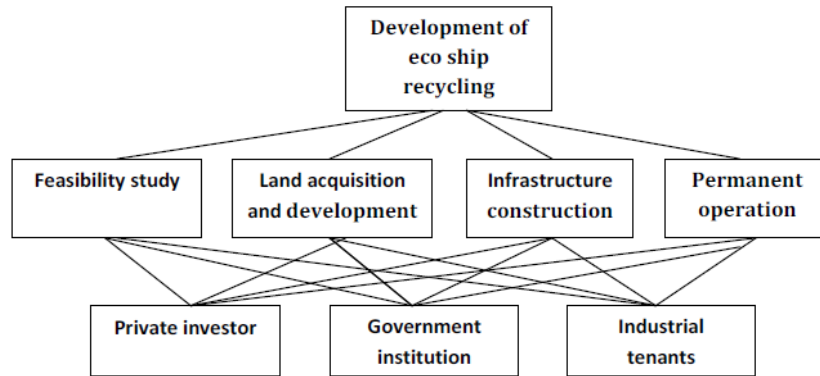 Development of
eco ship
recycling
Feasibility study
Land acquisition
and development
Infrastructure
construction
Permanent
operation
Private investor
Government
institution
Industrial
tenants